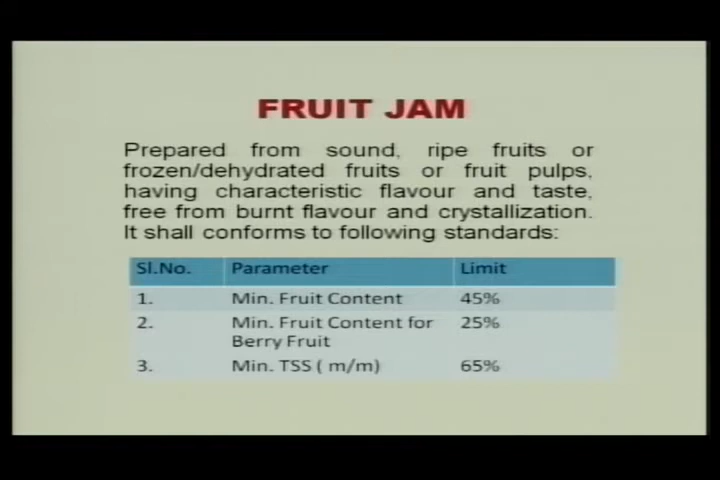 FRUIT JAM
Prepared from sound, ripe fruits or
frozen/dehydrated fruits or fruit pulps,
having characteristic flavour and taste,
free from burnt flavour and crystallization.
It shall conforms to following standards:
Sl.No. Parameter Limit
1. Min. Fruit Content 45%
2. Min. Fruit Content for 25%
Berry Fruit
3. Min. TSS ( m/m) 65%